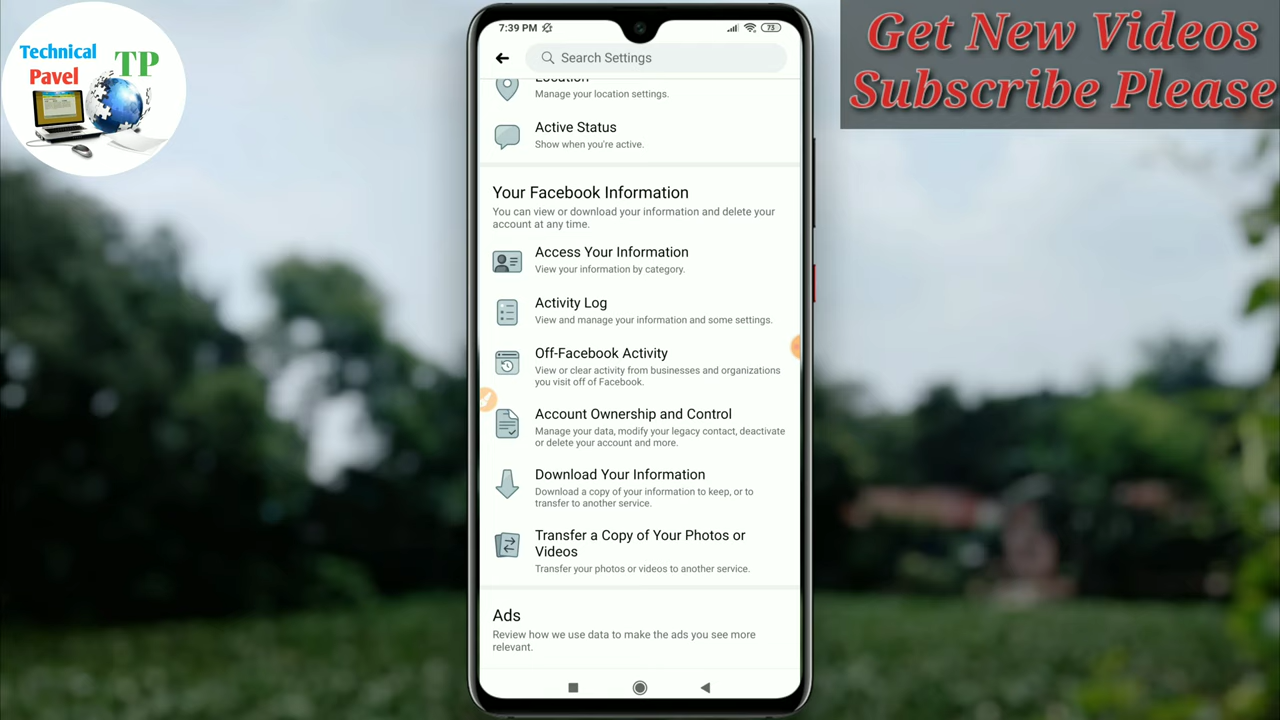 Technical
Pavel
TP
Get New Videos
Subscribe Please
7:39 PM
73
Search Settings
Location
Manage your location settings.
Active Status
Show when you're active.
Your Facebook Information
You can view or download your information and delete your
account at any time.
Access Your Information
View your information by category.
Activity Log
View and manage your information and some settings.
Off-Facebook Activity
View or clear activity from businesses and organizations
you visit off of Facebook.
Account Ownership and Control
Manage your data, modify your legacy contact, deactivate
or delete your account and more.
Download Your Information
Download a copy of your information to keep, or to
transfer to another service.
Transfer a Copy of Your Photos or
Videos
Transfer your photos or videos to another service.
Ads
Review how we use data to make the ads you see more
relevant.